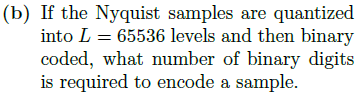 (b) If the Nyquist samples are quantized
into L = 65536 levels and then binary
coded, what number of binary digits
is required to encode a sample.